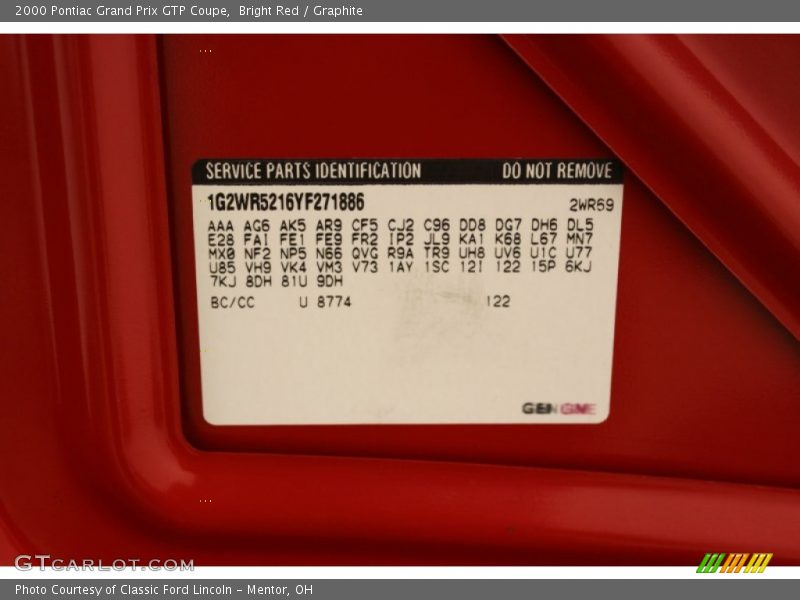 2000 Pontiac Grand Prix GTP Coupe,  Bright Red / Graphite
SERVICE PARTS IDENTIFICATION DO NOT REMOVE
1G2WR5216YF271886 2WR69
AAA AG6 AK5 AR9 CF5 CJ2 C96 DD8 DG7 DH6 DL5
E28 FA1 FE1 FE9 FR2 IP2 JL9 KA1 K68 L67 MN7
MX0 NF2 NP5 N66 QVG R9A TR9 UH8 UV6 U1C U77
U85 VH9 VK4 VM3 V73 1AY 1SC 12I 122 15P 6KJ
7KJ 8DH 81U 9DH
BC/CC U 8774 122
GTCARLOT.COM
Photo Courtesy of Classic Ford Lincoln - Mentor, OH